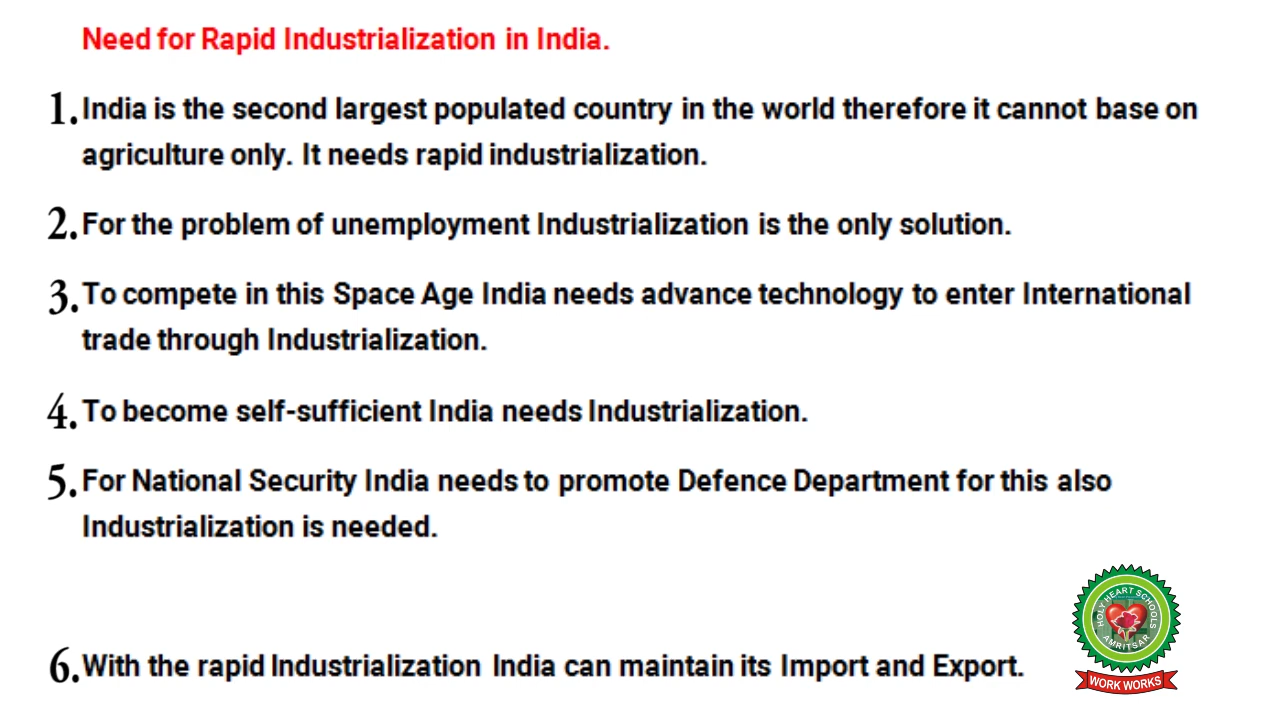 Need for Rapid Industrialization in India.
1. India is the second largest populated country in the world therefore it cannot base on
agriculture only. It needs rapid industrialization.
2. For the problem of unemployment Industrialization is the only solution.
3. To compete in this Space Age India needs advance technology to enter International
trade through Industrialization.
4. To become self-sufficient India needs Industrialization.
5. For National Security India needs to promote Defence Department for this also
Industrialization is needed.
6. With the rapid Industrialization India can maintain its Import and Export.
HOLY HEART SCHOOLS
AMRITSAR
WORK WORKS